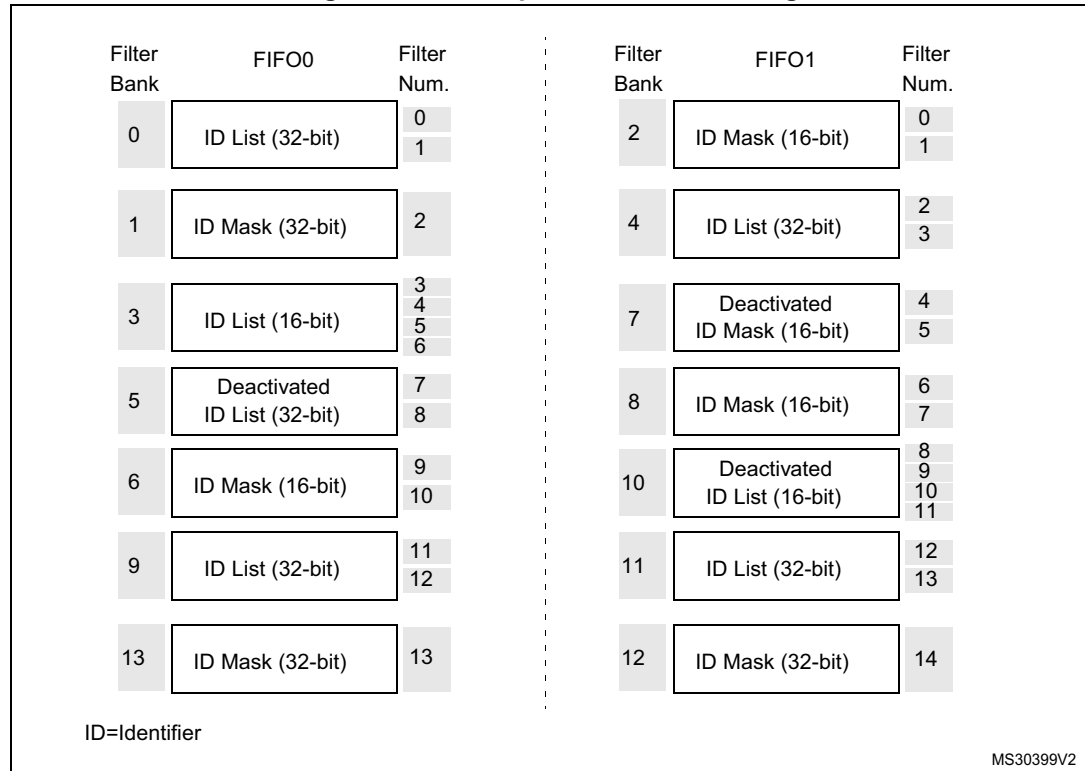 Filter Bank FIFO0 Filter Num.
0 ID List (32-bit) 0 1
1 ID Mask (32-bit) 2
3 ID List (16-bit) 3 4 5 6
5 Deactivated ID List (32-bit) 7 8
6 ID Mask (16-bit) 9 10
9 ID List (32-bit) 11 12
13 ID Mask (32-bit) 13
Filter Bank FIFO1 Filter Num.
2 ID Mask (16-bit) 0 1
4 ID List (32-bit) 2 3
7 Deactivated ID Mask (16-bit) 4 5
8 ID Mask (16-bit) 6 7
10 Deactivated ID List (16-bit) 8 9 10 11
11 ID List (32-bit) 12 13
12 ID Mask (32-bit) 14
ID=Identifier
MS30399V2